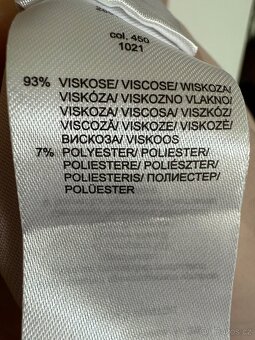 col. 450
1021
93% VISKOSE/ VISCOSE/ WISKOZA/
VISKÓZA/ VISKOZNO VLAKNO/
VISKOZA/ VISCOSA/ VISZKÓZ/
VISCOZĂ/ VISKOZE/ VISKOZĖ/
ВИСКОЗА/ VISKOOS
7% POLYESTER/ POLIESTER/
POLIESTERE/ POLIÉSZTER/
POLIESTERIS/ ПОЛИЕСТЕР/
POLÜESTER